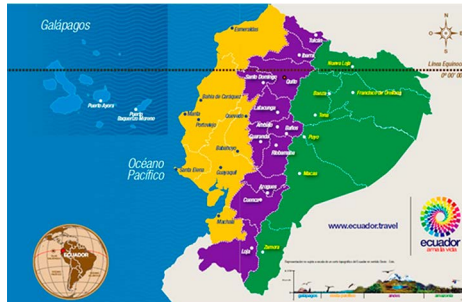 Galápagos
Puerto Ayora
Puerto
Baquerizo Moreno
Océano
Pacífico
N
S
Línea Equinoc
0° 00' 00
Esmeraldas
Tulcán
Ibarra
Nueva Loja
Santo Domingo
Quito
Bahía de Caráquez
Baeza
Francisco de Orellana
Manta
Portoviejo
Quevedo
Latacunga
Tena
Ambato
Baños
Guaranda
Puyo
Riobamba
Babahoyo
Santa Elena
Guayaquil
Macas
Azogues
Cuenca
Machala
Loja
Zamora
ECUADOR
www.ecuador.travel
ecuador
ama la vida
galápagos
andes